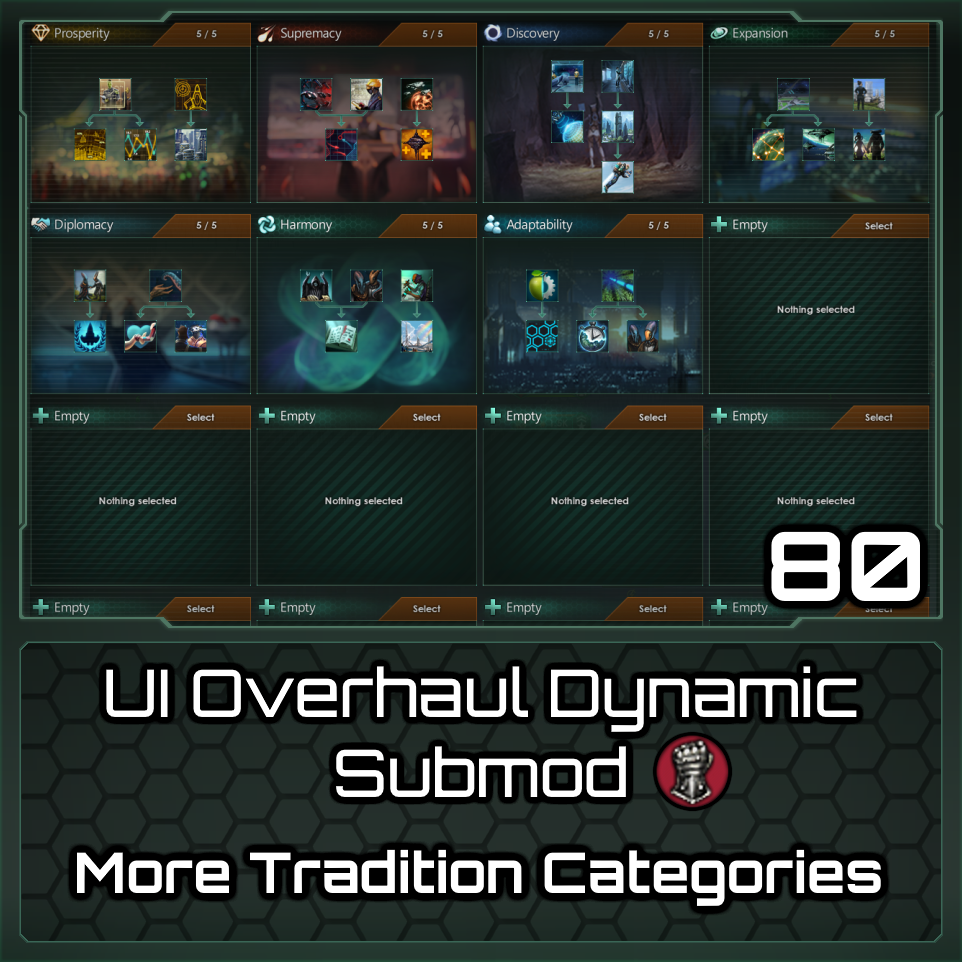 Prosperity 5 / 5 Supremacy 5 / 5 Discovery 5 / 5 Expansion 5 / 5
Diplomacy 5 / 5 Harmony 5 / 5 Adaptability 5 / 5 Empty Select
Nothing selected
Empty Select Empty Select Empty Select Empty Select
Nothing selected Nothing selected Nothing selected Nothing selected
80
Empty Select Empty Select Empty Select Empty Select
UI Overhaul Dynamic
Submod
More Tradition Categories